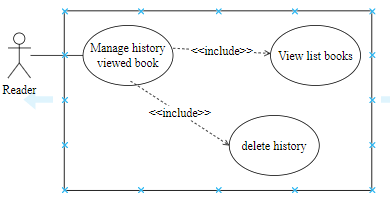 Manage history
viewed book
<<include>>
View list books
Reader
<<include>>
delete history